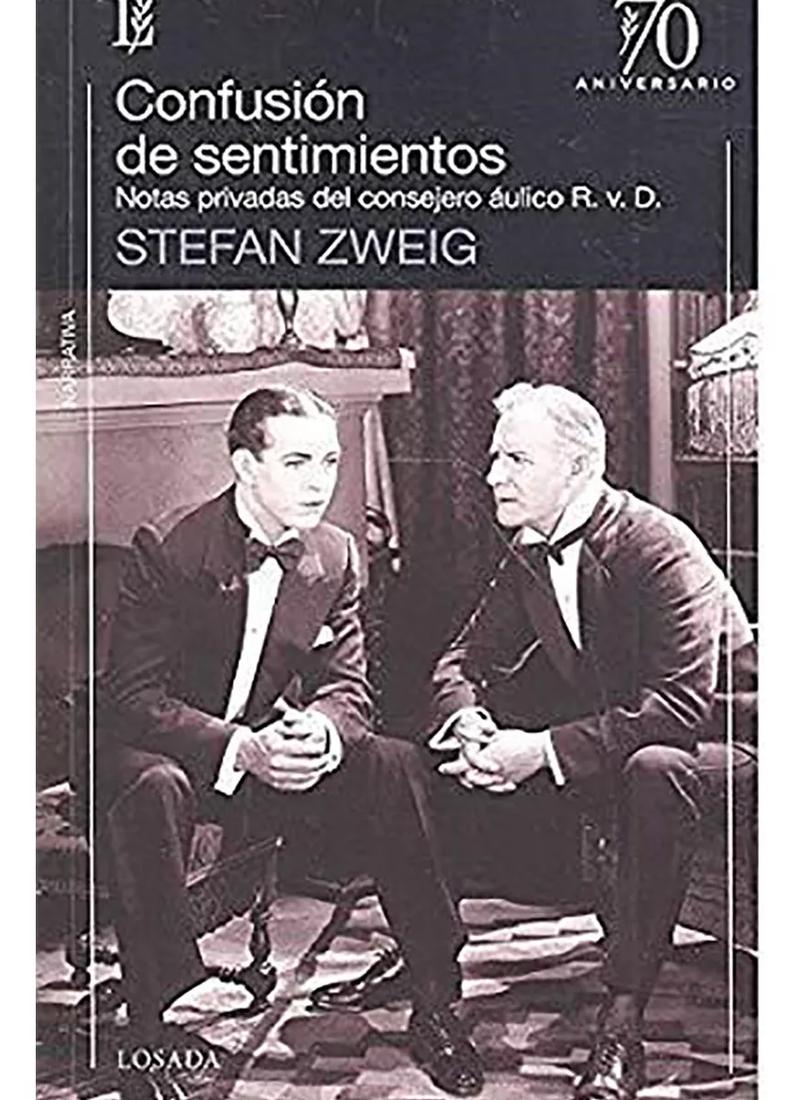 70
ANIVERSARIO
Confusión
de sentimientos
Notas privadas del consejero áulico R. v. D.
STEFAN ZWEIG
NARRATIVA
LOSADA